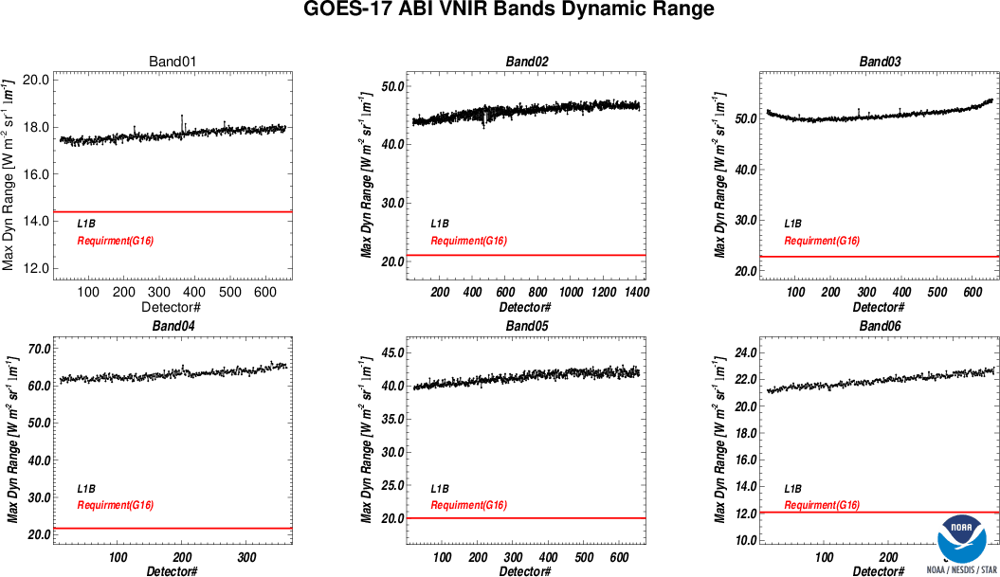 GOES-17 ABI VNIR Bands Dynamic Range
Band01
Max Dyn Range [W m-2 sr-1 lm-1]
20.0
18.0
16.0
14.0
12.0
L1B
Requirment(G16)
100 200 300 400 500 600
Detector#
Band02
Max Dyn Range [W m-2 sr-1 lm-1]
50.0
40.0
30.0
20.0
L1B
Requirment(G16)
200 400 600 800 1000 1200 1400
Detector#
Band03
Max Dyn Range [W m-2 sr-1 lm-1]
50.0
40.0
30.0
20.0
L1B
Requirment(G16)
100 200 300 400 500 600
Detector#
Band04
Max Dyn Range [W m-2 sr-1 lm-1]
70.0
60.0
50.0
40.0
30.0
20.0
L1B
Requirment(G16)
100 200 300
Detector#
Band05
Max Dyn Range [W m-2 sr-1 lm-1]
45.0
40.0
35.0
30.0
25.0
20.0
L1B
Requirment(G16)
100 200 300 400 500 600
Detector#
Band06
Max Dyn Range [W m-2 sr-1 lm-1]
24.0
22.0
20.0
18.0
16.0
14.0
12.0
10.0
L1B
Requirment(G16)
100 200
Detector#
NOAA
NOAA / NESDIS / STAR